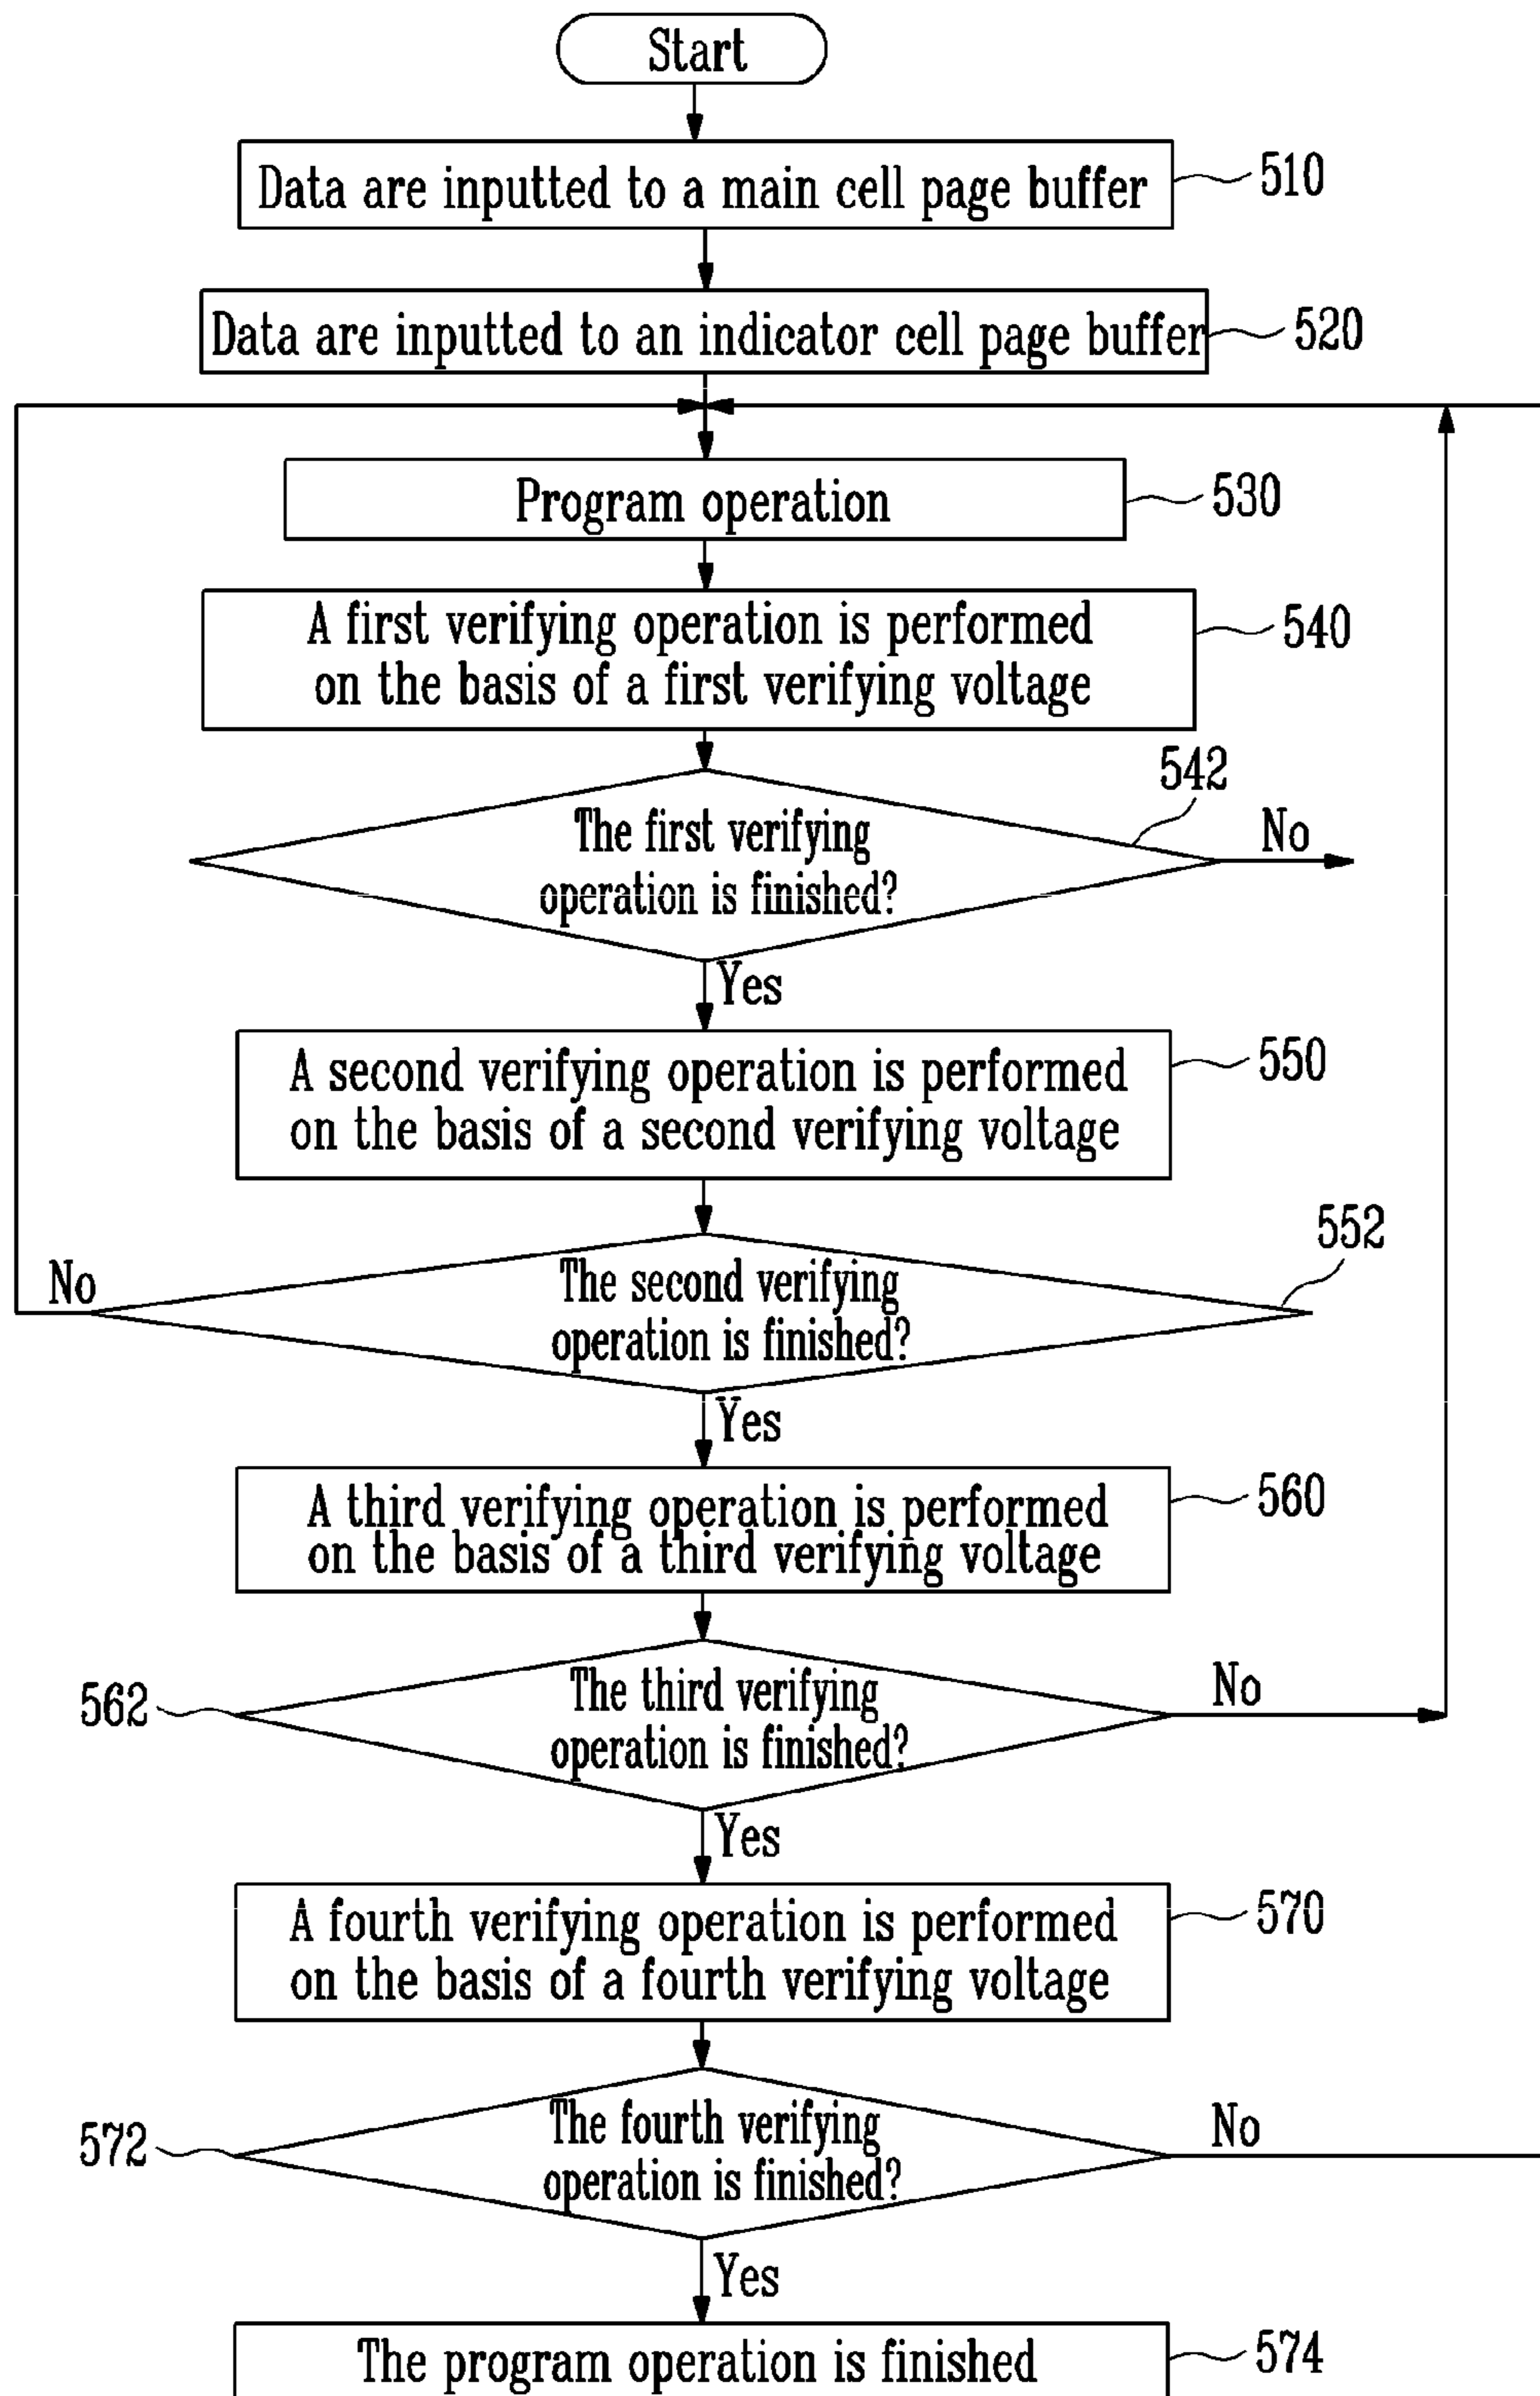 Start
Data are inputted to a main cell page buffer
510
Data are inputted to an indicator cell page buffer
520
Program operation
530
A first verifying operation is performed
on the basis of a first verifying voltage
540
542
The first verifying
operation is finished?
No
Yes
A second verifying operation is performed
on the basis of a second verifying voltage
550
552
No
The second verifying
operation is finished?
Yes
A third verifying operation is performed
on the basis of a third verifying voltage
560
562
The third verifying
operation is finished?
No
Yes
A fourth verifying operation is performed
on the basis of a fourth verifying voltage
570
572
The fourth verifying
operation is finished?
No
Yes
The program operation is finished
574